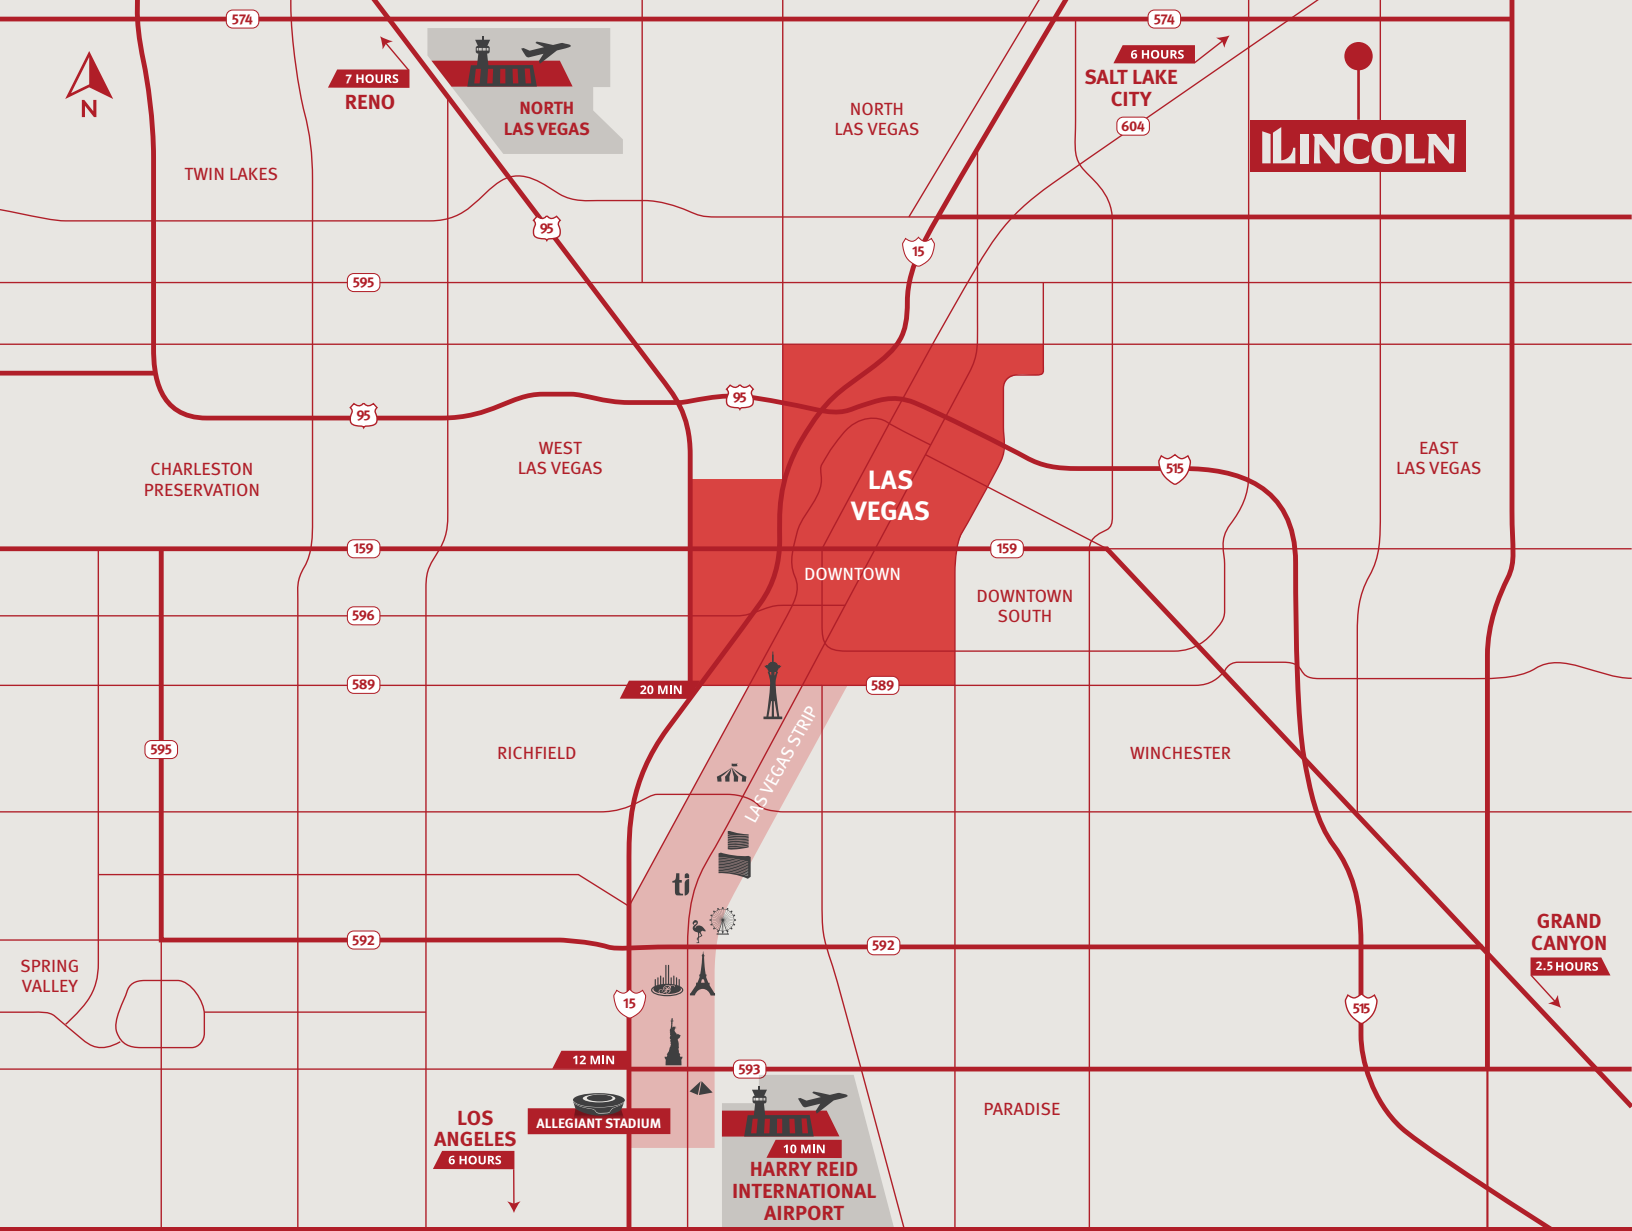 574
574
7 HOURS
RENO
N
NORTH
LAS VEGAS
NORTH
LAS VEGAS
6 HOURS
SALT LAKE
CITY
604
LINCOLN
TWIN LAKES
95
15
595
95
95
WEST
LAS VEGAS
CHARLESTON
PRESERVATION
LAS
VEGAS
515
EAST
LAS VEGAS
159
159
DOWNTOWN
DOWNTOWN
SOUTH
596
589
20 MIN
589
595
RICHFIELD
LAS VEGAS STRIP
WINCHESTER
ti
592
592
SPRING
VALLEY
GRAND
CANYON
2.5 HOURS
15
515
12 MIN
593
ALLEGIANT STADIUM
LOS
ANGELES
6 HOURS
PARADISE
10 MIN
HARRY REID
INTERNATIONAL
AIRPORT